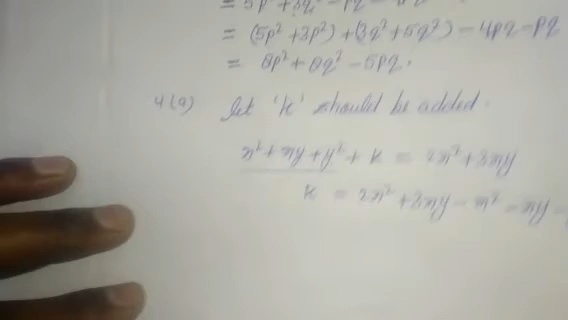 = (5p² + 3p²) + (3q² + 5q²) - 4pq - pq
= 8p² + 8q² - 5pq.
4(a) let 'k' should be added.
x² + xy + y² + k = 2x² + 3xy
k = 2x² + 3xy - x² - xy -